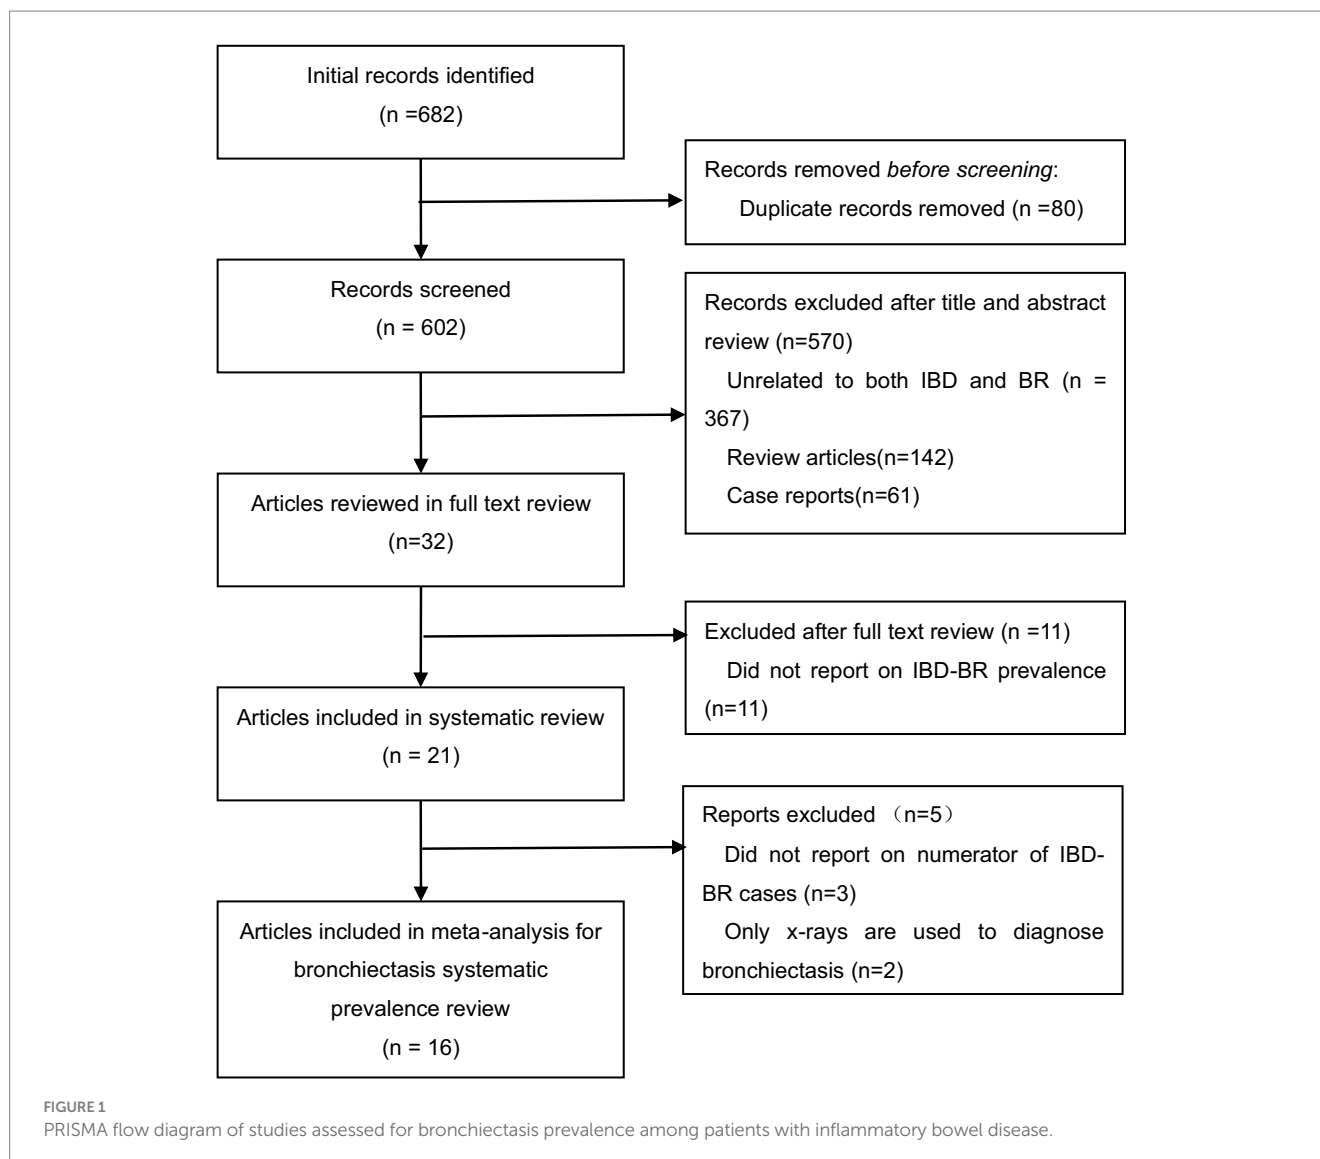 Initial records identified
(n =682)
Records removed before screening:
Duplicate records removed (n =80)
Records screened
(n = 602)
Records excluded after title and abstract
review (n=570)
Unrelated to both IBD and BR (n =
367)
Review articles(n=142)
Case reports(n=61)
Articles reviewed in full text review
(n=32)
Excluded after full text review (n =11)
Did not report on IBD-BR prevalence
(n=11)
Articles included in systematic review
(n = 21)
Reports excluded （n=5）
Did not report on numerator of IBD-
BR cases (n=3)
Only x-rays are used to diagnose
bronchiectasis (n=2)
Articles included in meta-analysis for
bronchiectasis systematic
prevalence review
(n = 16)
FIGURE 1
PRISMA flow diagram of studies assessed for bronchiectasis prevalence among patients with inflammatory bowel disease.